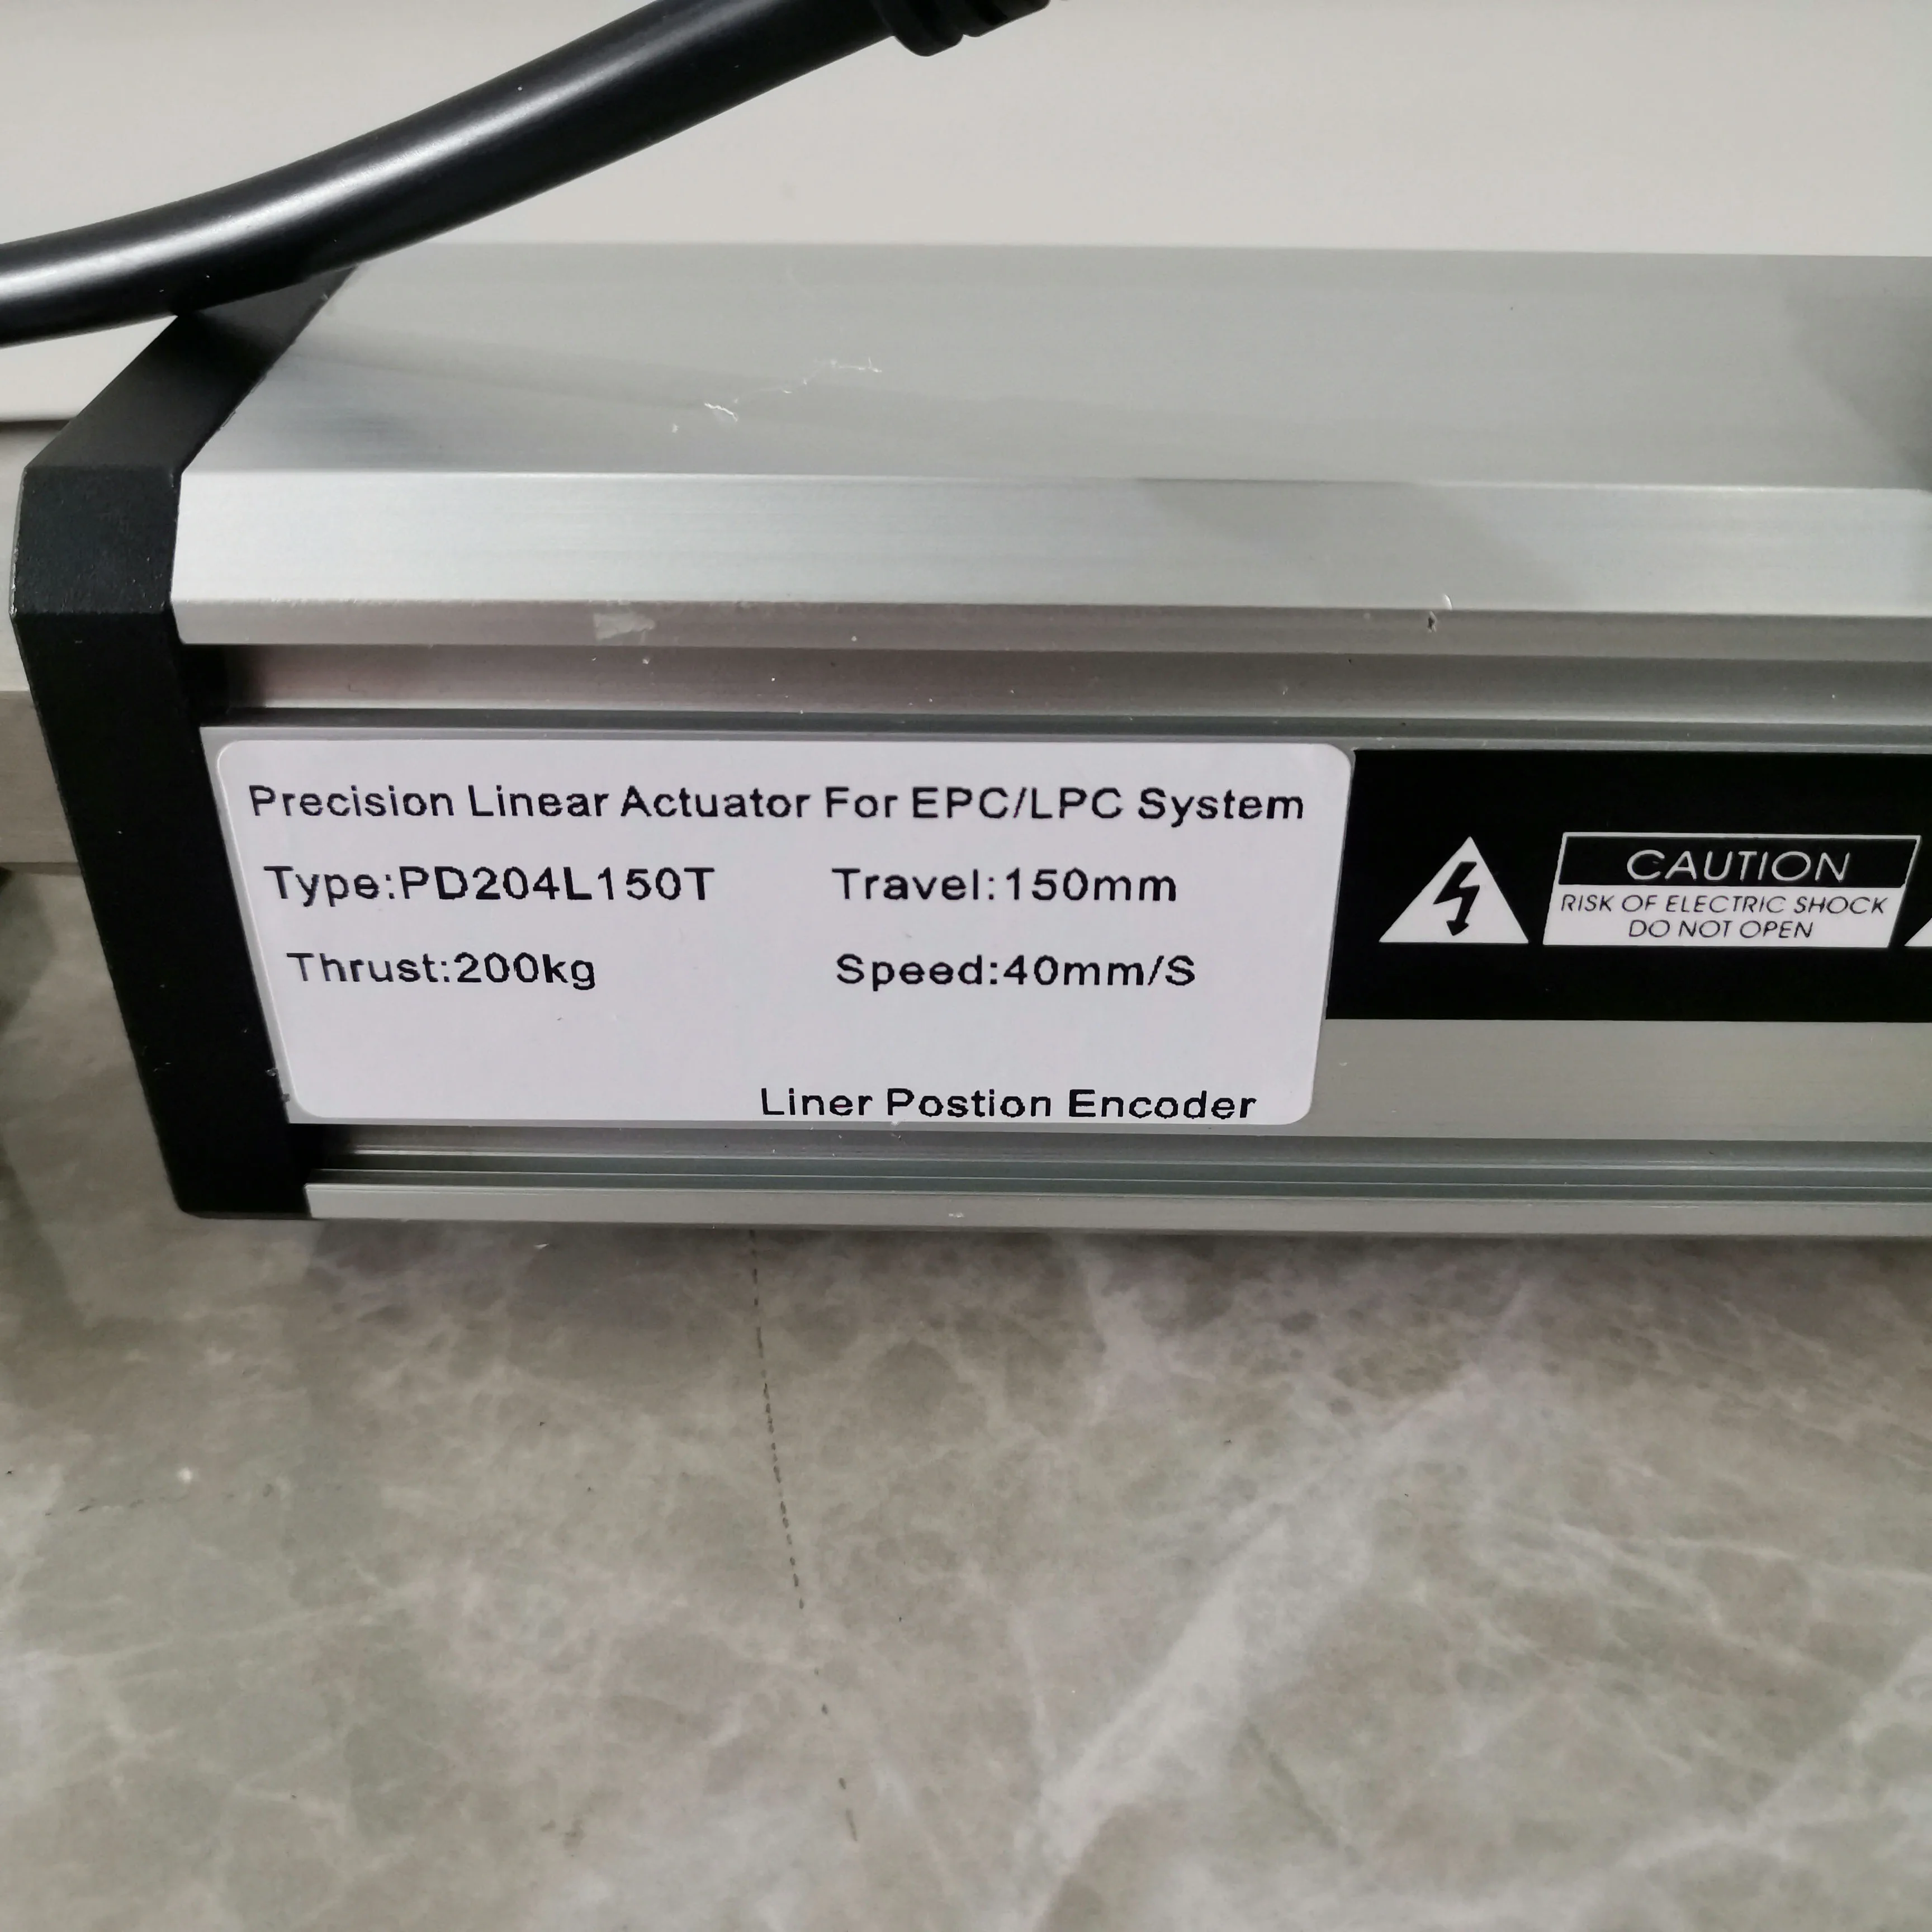 Precision Linear Actuator For EPC/LPC System
Type:PD204L150T Travel:150mm
Thrust:200kg Speed:40mm/S
Liner Postion Encoder
CAUTION
RISK OF ELECTRIC SHOCK
DO NOT OPEN